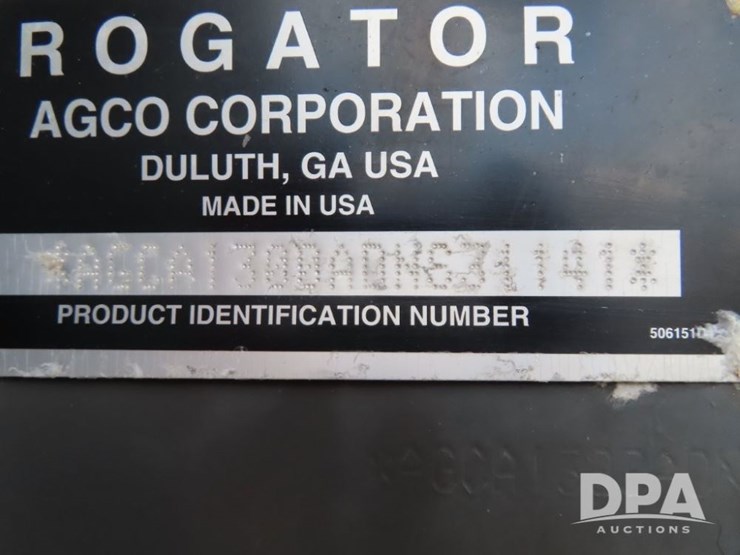 ROGATOR
AGCO CORPORATION
DULUTH, GA USA
MADE IN USA
PRODUCT IDENTIFICATION NUMBER
DPA
AUCTIONS